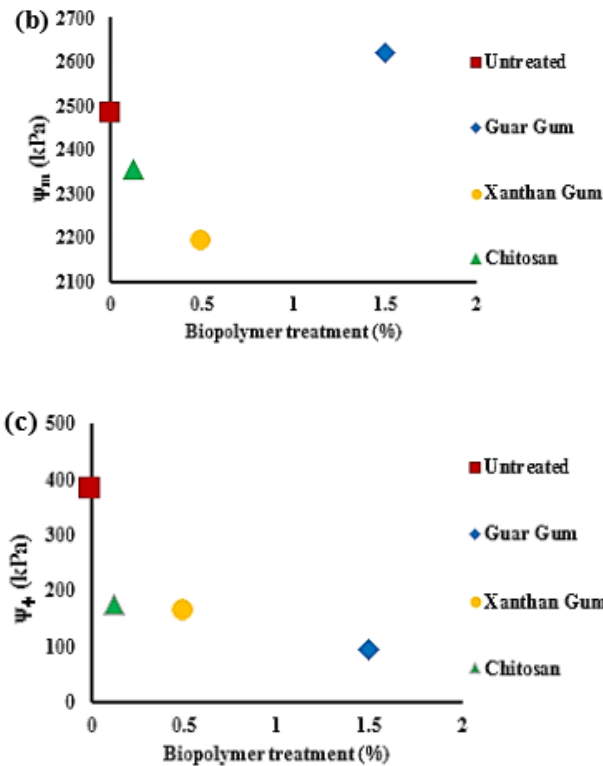 (b)
2700
2600
2500
2400
2300
2200
2100
Ψ_m (kPa)
0 0.5 1 1.5 2
Biopolymer treatment (%)
Untreated
Guar Gum
Xanthan Gum
Chitosan
(c)
500
400
300
200
100
0
(kPa)
0 0.5 1 1.5 2
Biopolymer treatment (%)
Untreated
Guar Gum
Xanthan Gum
Chitosan